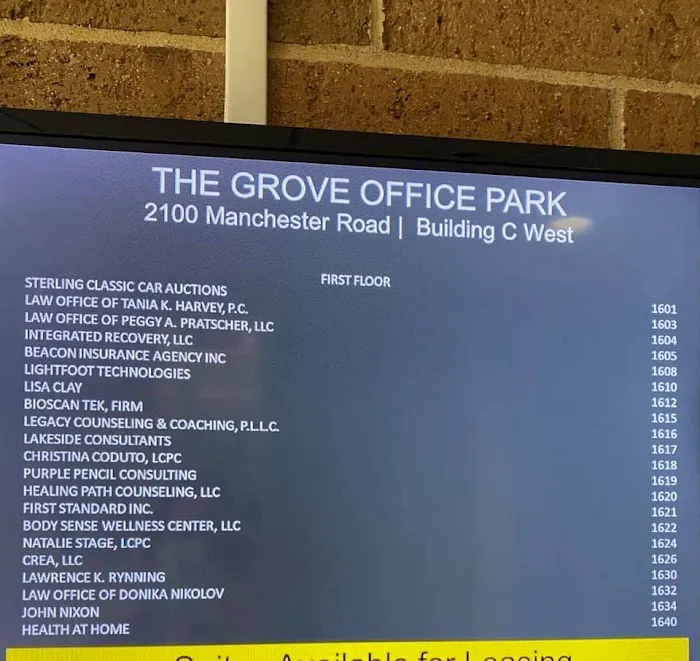 THE GROVE OFFICE PARK
2100 Manchester Road | Building C West
FIRST FLOOR
STERLING CLASSIC CAR AUCTIONS 1601
LAW OFFICE OF TANIA K. HARVEY, P.C. 1603
LAW OFFICE OF PEGGY A. PRATSCHER, LLC 1604
INTEGRATED RECOVERY, LLC 1605
BEACON INSURANCE AGENCY INC 1608
LIGHTFOOT TECHNOLOGIES 1610
LISA CLAY 1612
BIOSCAN TEK, FIRM 1615
LEGACY COUNSELING & COACHING, P.L.L.C. 1616
LAKESIDE CONSULTANTS 1617
CHRISTINA CODUTO, LCPC 1618
PURPLE PENCIL CONSULTING 1619
HEALING PATH COUNSELING, LLC 1620
FIRST STANDARD INC. 1621
BODY SENSE WELLNESS CENTER, LLC 1622
NATALIE STAGE, LCPC 1624
CREA, LLC 1626
LAWRENCE K. RYNNING 1630
LAW OFFICE OF DONIKA NIKOLOV 1632
JOHN NIXON 1634
HEALTH AT HOME 1640
Suites Available for Leasing